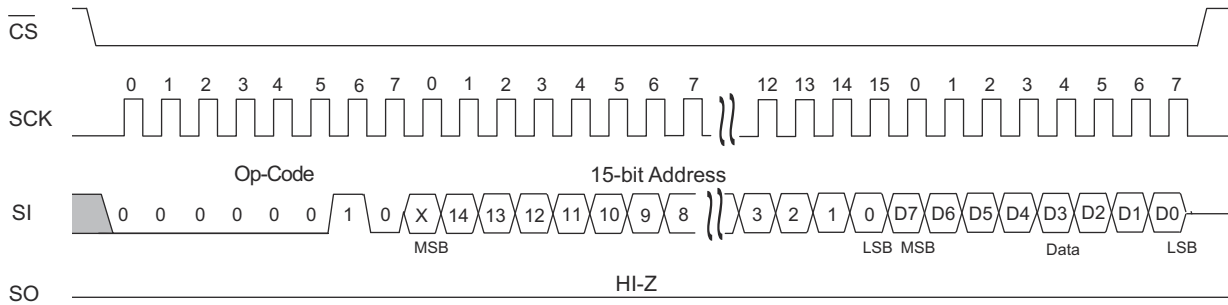 CS
0 1 2 3 4 5 6 7 0 1 2 3 4 5 6 7 12 13 14 15 0 1 2 3 4 5 6 7
SCK
Op-Code 15-bit Address
SI 0 0 0 0 0 0 1 0 X 14 13 12 11 10 9 8 3 2 1 0 D7 D6 D5 D4 D3 D2 D1 D0
MSB LSB MSB Data LSB
HI-Z
SO